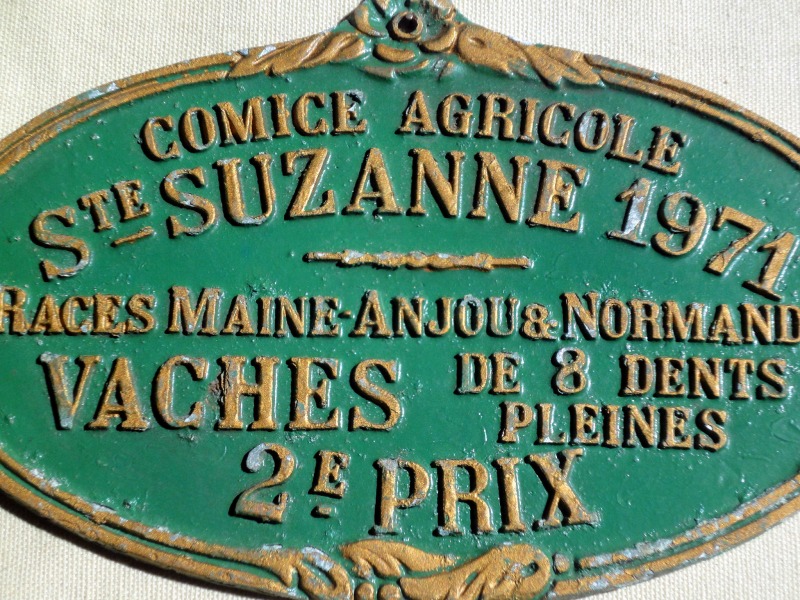 COMICE AGRICOLE
STE SUZANNE 1971
RACES MAINE-ANJOU & NORMAND
VACHES DE 8 DENTS
PLEINES
2E PRIX